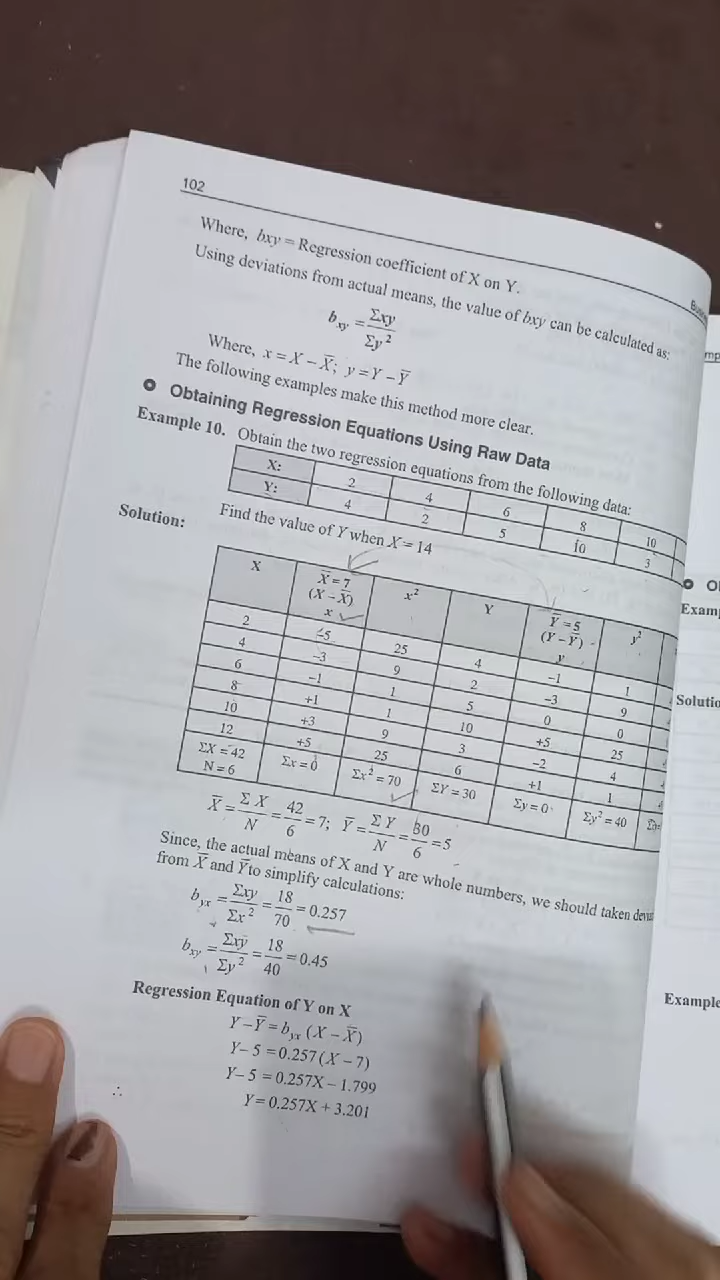 102
Where, bxy = Regression coefficient of X on Y.
Using deviations from actual means, the value of bxy can be calculated as:
b_xy = Σxy / Σy²
Where, x = X − X̄; y = Y − Ȳ
The following examples make this method more clear.
Obtaining Regression Equations Using Raw Data
Example 10. Obtain the two regression equations from the following data:
X: 2 4 6 8 10
Y: 4 2 5 10 3
Find the value of Y when X = 14
Solution:
X | X̄ = 7 (X − X̄) x | x² | Y | Ȳ = 5 (Y − Ȳ) y | y²
2 | −5 | 25 | 4 | −1 | 1
4 | −3 | 9 | 2 | −3 | 9
6 | −1 | 1 | 5 | 0 | 0
8 | +1 | 1 | 10 | +5 | 25
10 | +3 | 9 | 3 | −2 | 4
12 | +5 | 25 | 6 | +1 | 1
ΣX = 42 N = 6 | Σx = 0 | Σx² = 70 | ΣY = 30 | Σy = 0 | Σy² = 40
X̄ = ΣX / N = 42 / 6 = 7; Ȳ = ΣY / N = 30 / 6 = 5
Since, the actual means of X and Y are whole numbers, we should taken
from X̄ and Ȳ to simplify calculations:
b_yx = Σxy / Σx² = 18 / 70 = 0.257
b_xy = Σxy / Σy² = 18 / 40 = 0.45
Regression Equation of Y on X
Y − Ȳ = b_yx (X − X̄)
Y − 5 = 0.257 (X − 7)
Y − 5 = 0.257X − 1.799
∴ Y = 0.257X + 3.201
Example